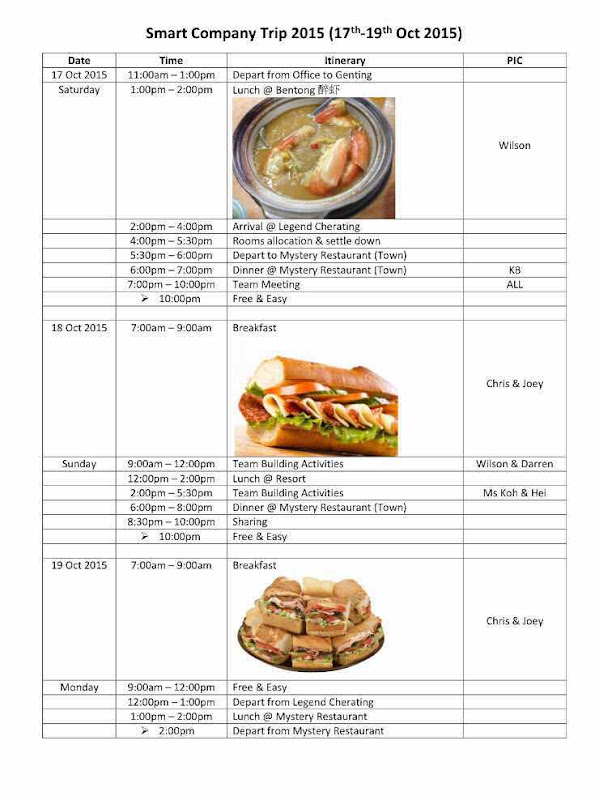 Smart Company Trip 2015 (17th-19th Oct 2015)
Date Time Itinerary PIC
17 Oct 2015 11:00am – 1:00pm Depart from Office to Genting
Saturday 1:00pm – 2:00pm Lunch @ Bentong 醉虾
Wilson
2:00pm – 4:00pm Arrival @ Legend Cherating
4:00pm – 5:30pm Rooms allocation & settle down
5:30pm – 6:00pm Depart to Mystery Restaurant (Town)
6:00pm – 7:00pm Dinner @ Mystery Restaurant (Town) KB
7:00pm – 10:00pm Team Meeting ALL
➢ 10:00pm Free & Easy
18 Oct 2015 7:00am – 9:00am Breakfast
Chris & Joey
Sunday 9:00am – 12:00pm Team Building Activities Wilson & Darren
12:00pm – 2:00pm Lunch @ Resort
2:00pm – 5:30pm Team Building Activities Ms Koh & Hei
6:00pm – 8:00pm Dinner @ Mystery Restaurant (Town)
8:30pm – 10:00pm Sharing
➢ 10:00pm Free & Easy
19 Oct 2015 7:00am – 9:00am Breakfast
Chris & Joey
Monday 9:00am – 12:00pm Free & Easy
12:00pm – 1:00pm Depart from Legend Cherating
1:00pm – 2:00pm Lunch @ Mystery Restaurant
➢ 2:00pm Depart from Mystery Restaurant